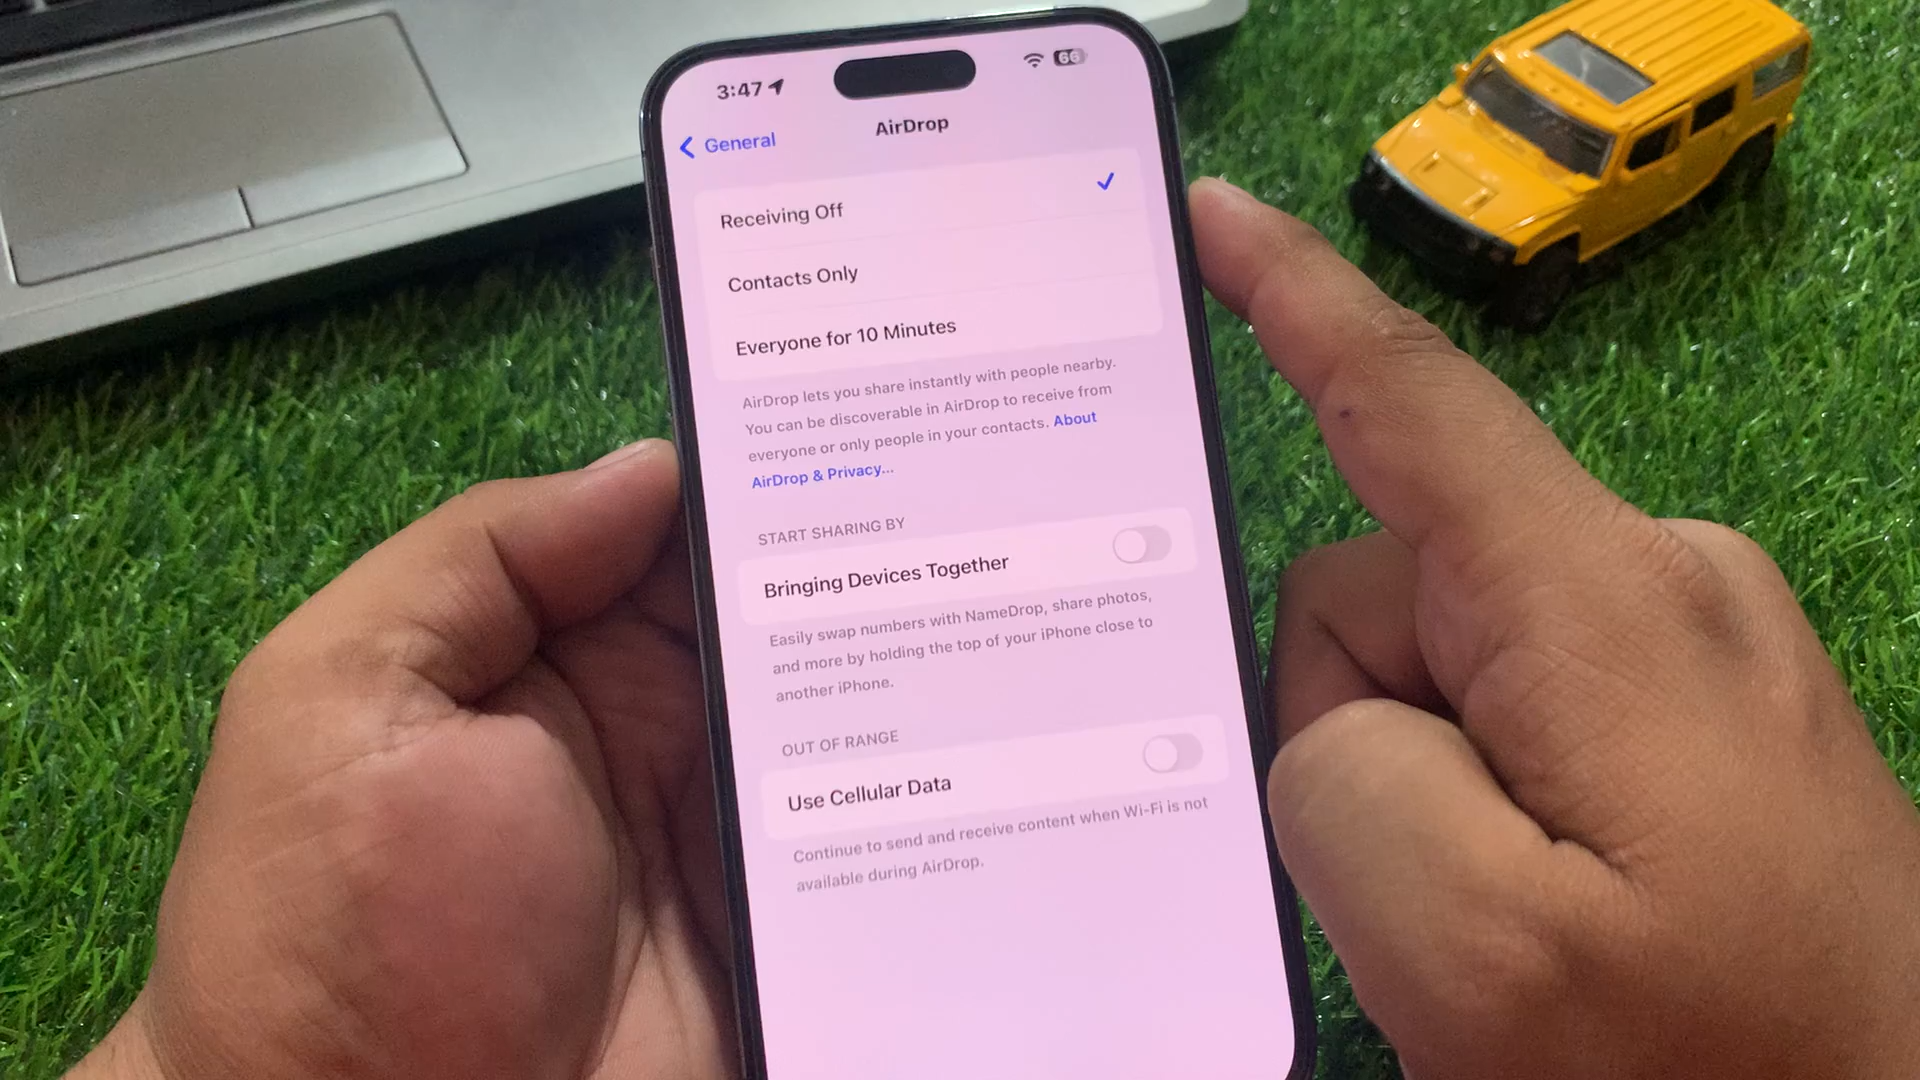 3:47
66
General
AirDrop
Receiving Off
Contacts Only
Everyone for 10 Minutes
AirDrop lets you share instantly with people nearby.
You can be discoverable in AirDrop to receive from
everyone or only people in your contacts. About
AirDrop & Privacy...
START SHARING BY
Bringing Devices Together
Easily swap numbers with NameDrop, share photos,
and more by holding the top of your iPhone close to
another iPhone.
OUT OF RANGE
Use Cellular Data
Continue to send and receive content when Wi-Fi is not
available during AirDrop.